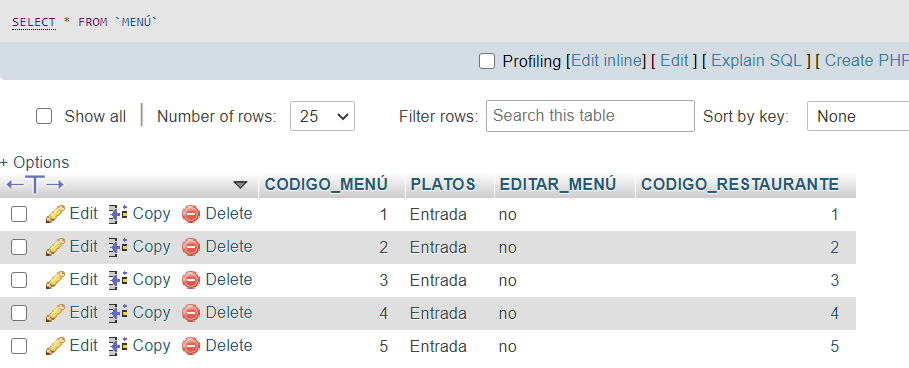 SELECT * FROM `MENÚ`
Profiling [Edit inline] [ Edit ] [ Explain SQL ] [ Create PHP
Show all | Number of rows: 25 Filter rows: Search this table Sort by key: None
+ Options
←T→ CODIGO_MENÚ PLATOS EDITAR_MENÚ CODIGO_RESTAURANTE
Edit Copy Delete 1 Entrada no 1
Edit Copy Delete 2 Entrada no 2
Edit Copy Delete 3 Entrada no 3
Edit Copy Delete 4 Entrada no 4
Edit Copy Delete 5 Entrada no 5